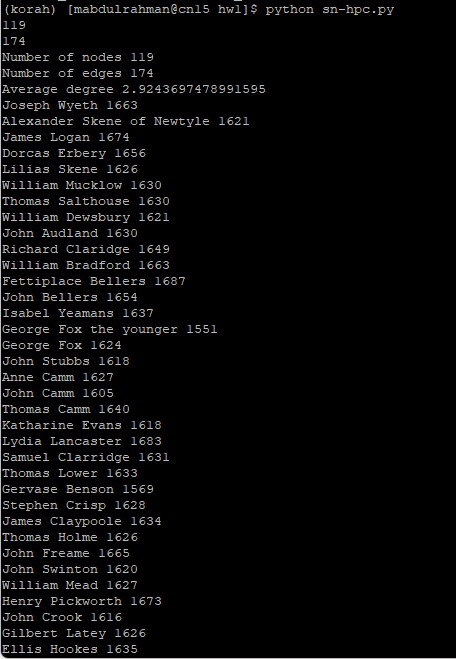 (korah) [mabdulrahman@cn15 hw1]$ python sn-hpc.py
119
174
Number of nodes 119
Number of edges 174
Average degree 2.9243697478991595
Joseph Wyeth 1663
Alexander Skene of Newtyle 1621
James Logan 1674
Dorcas Erbery 1656
Lilias Skene 1626
William Mucklow 1630
Thomas Salthouse 1630
William Dewsbury 1621
John Audland 1630
Richard Claridge 1649
William Bradford 1663
Fettiplace Bellers 1687
John Bellers 1654
Isabel Yeamans 1637
George Fox the younger 1551
George Fox 1624
John Stubbs 1618
Anne Camm 1627
John Camm 1605
Thomas Camm 1640
Katharine Evans 1618
Lydia Lancaster 1683
Samuel Clarridge 1631
Thomas Lower 1633
Gervase Benson 1569
Stephen Crisp 1628
James Claypoole 1634
Thomas Holme 1626
John Freame 1665
John Swinton 1620
William Mead 1627
Henry Pickworth 1673
John Crook 1616
Gilbert Latey 1626
Ellis Hookes 1635